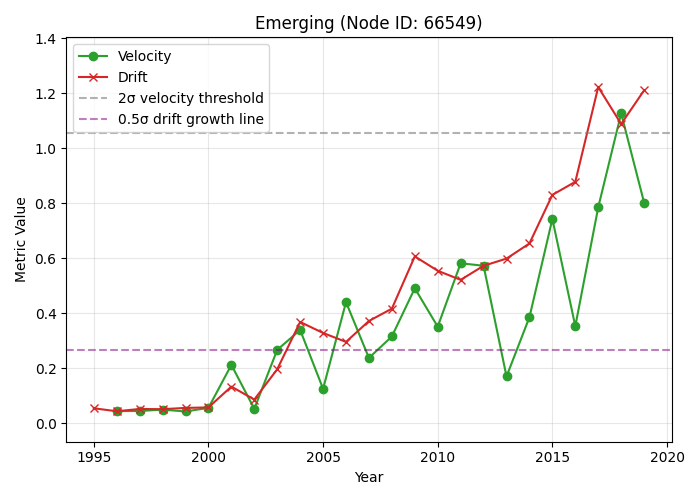 Emerging (Node ID: 66549)
Velocity
Drift
2σ velocity threshold
0.5σ drift growth line
Metric Value
1.4
1.2
1.0
0.8
0.6
0.4
0.2
0.0
1995
2000
2005
2010
2015
2020
Year